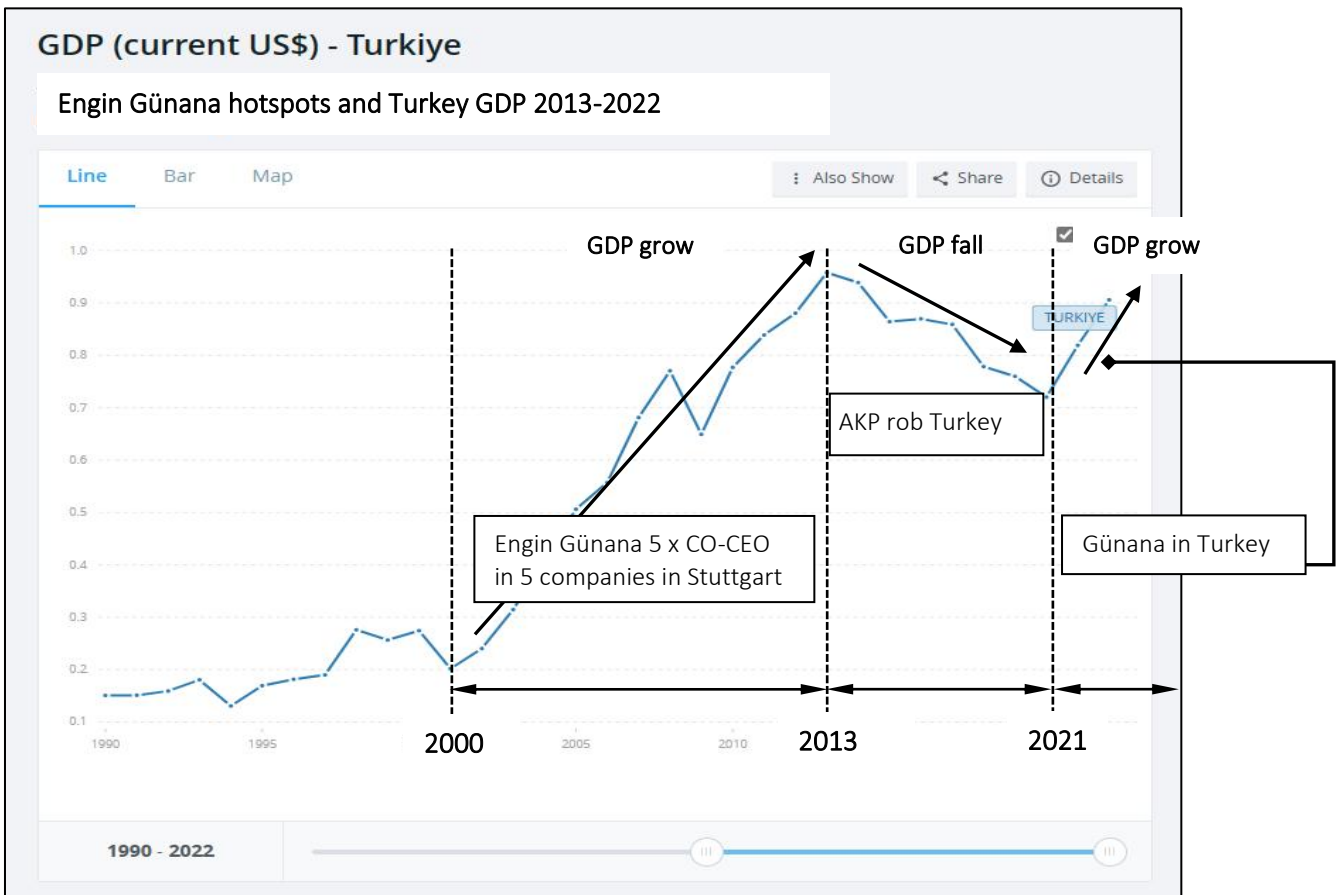 GDP (current US$) - Turkiye
Engin Günana hotspots and Turkey GDP 2013-2022
Line Bar Map Also Show Share Details
GDP grow GDP fall GDP grow
1.0
0.9
TURKIYE
0.8
0.7
AKP rob Turkey
0.6
0.5
Engin Günana 5 x CO-CEO
in 5 companies in Stuttgart
Günana in Turkey
0.4
0.3
0.2
0.1
1990 1995 2000 2005 2010 2013 2021
1990 - 2022